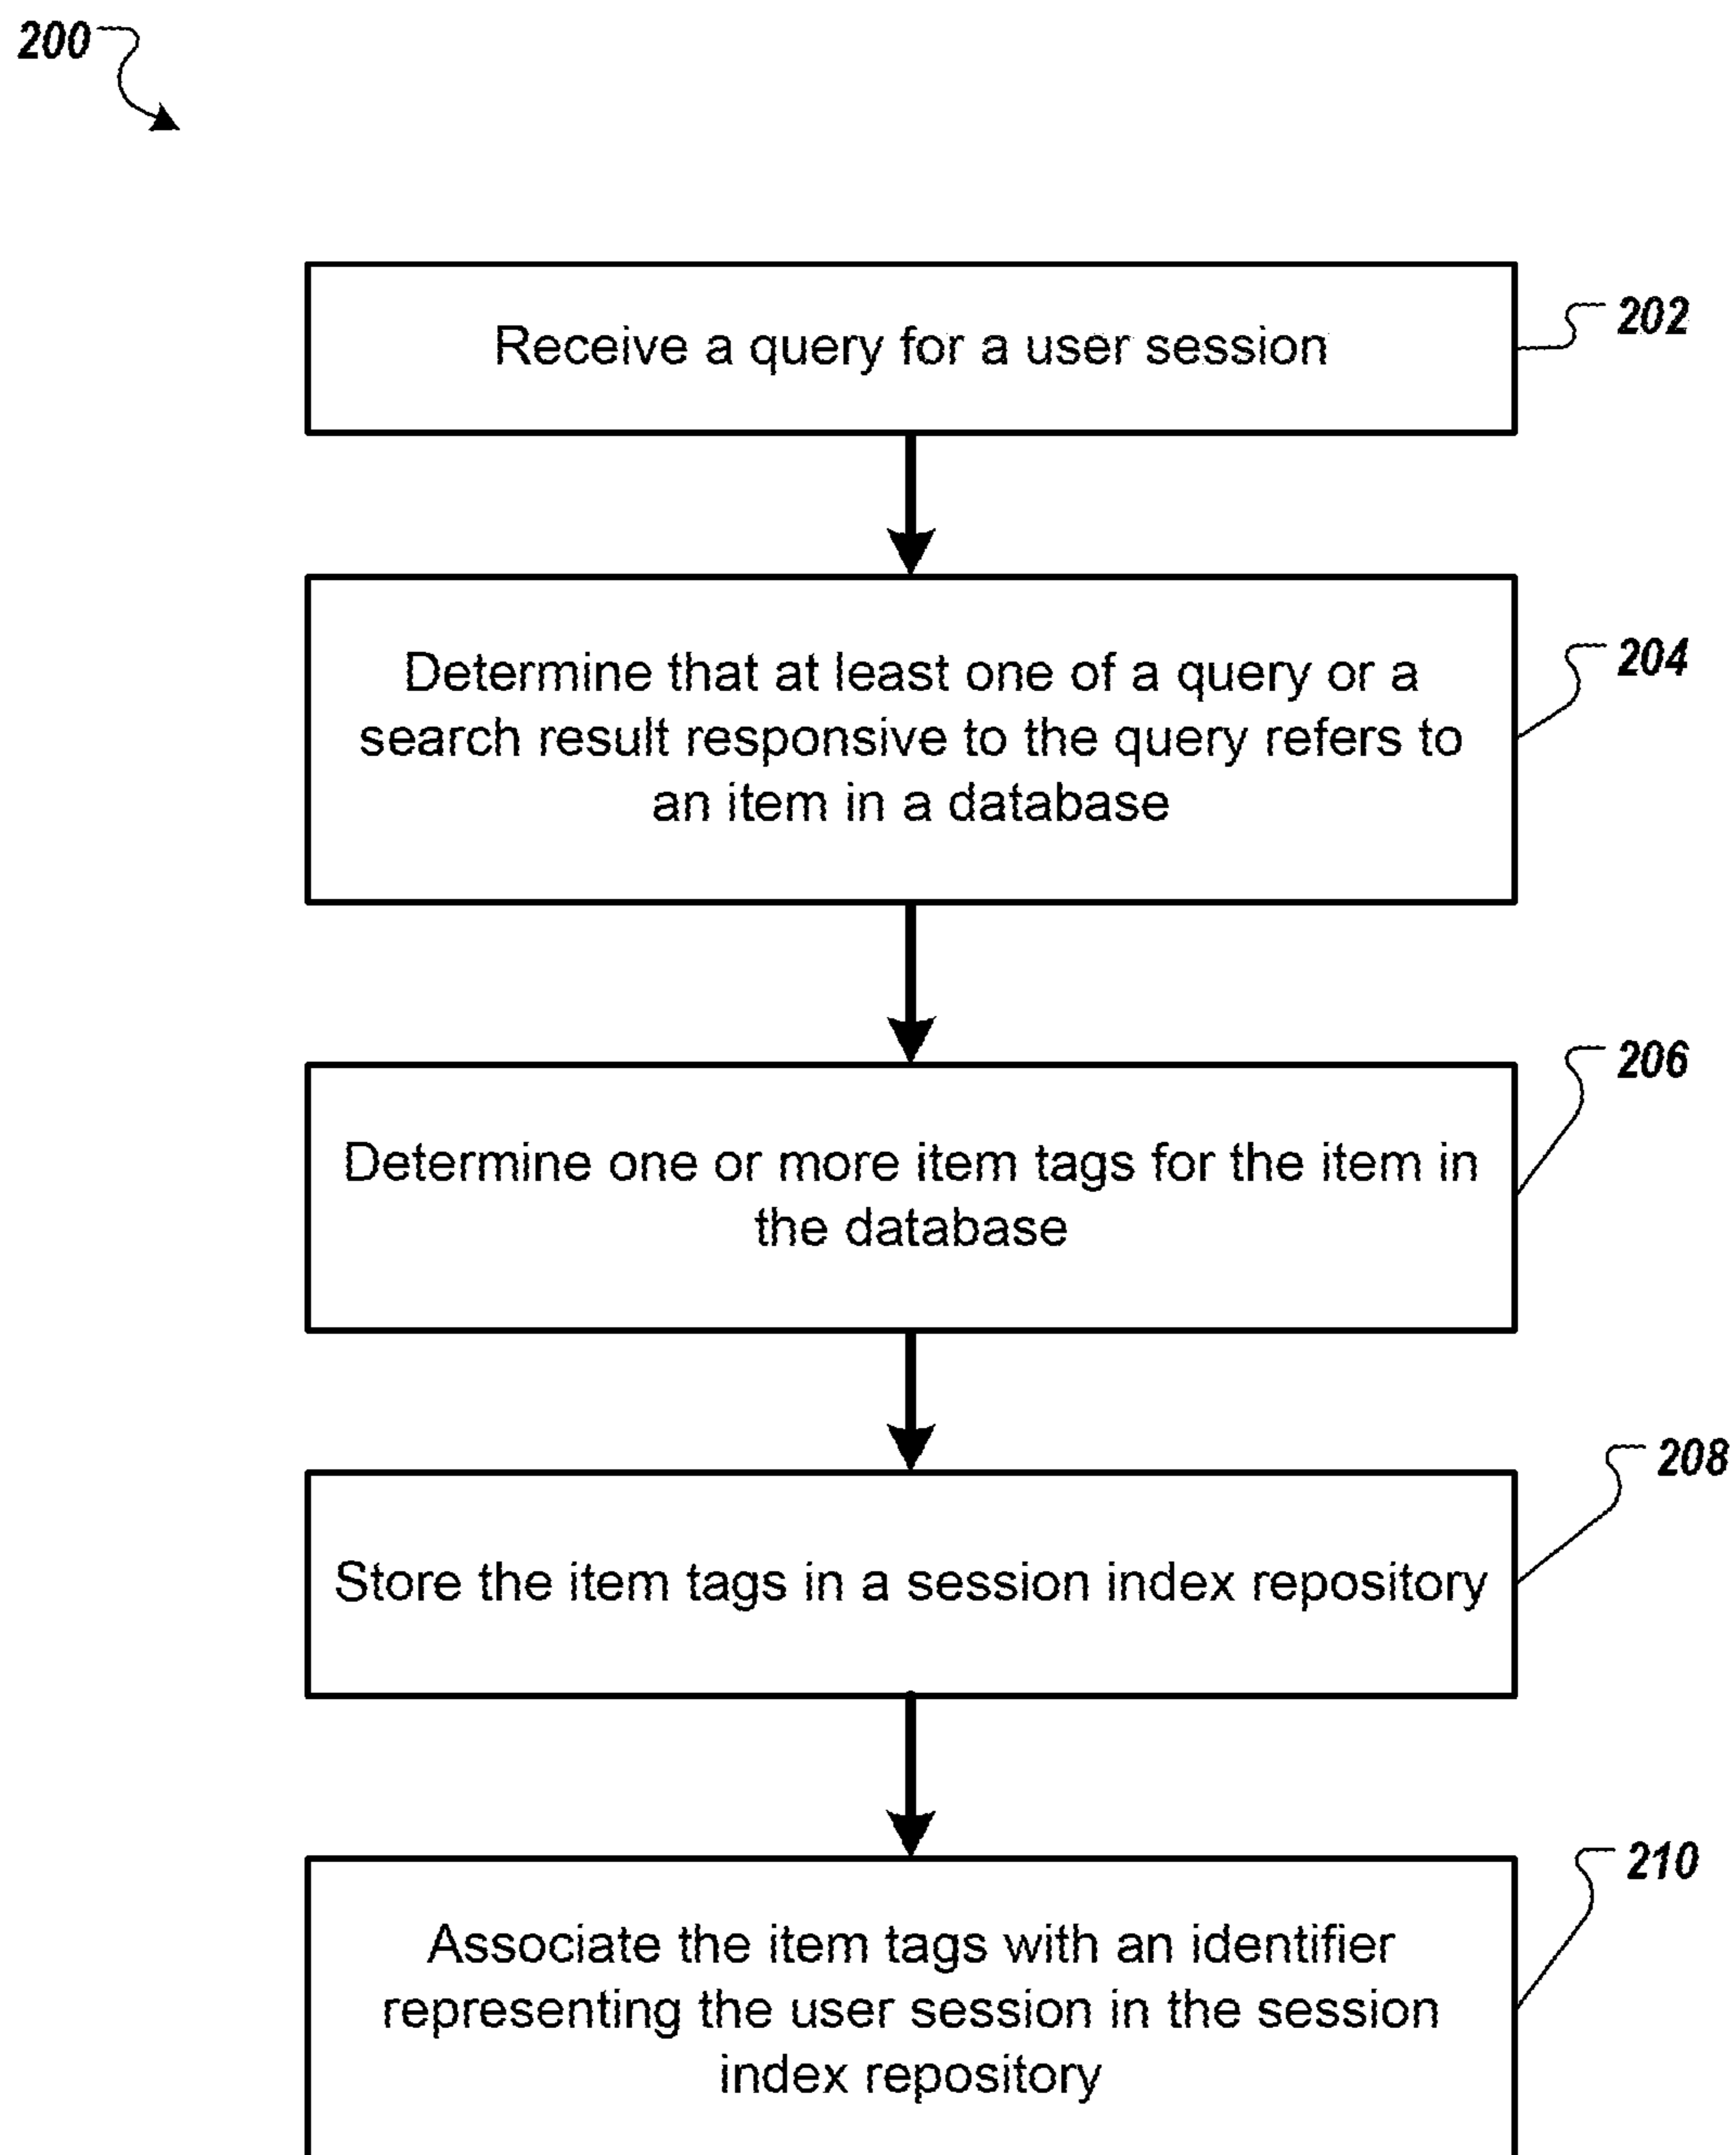 200
Receive a query for a user session
202
Determine that at least one of a query or a
search result responsive to the query refers to
an item in a database
204
Determine one or more item tags for the item in
the database
206
Store the item tags in a session index repository
208
Associate the item tags with an identifier
representing the user session in the session
index repository
210